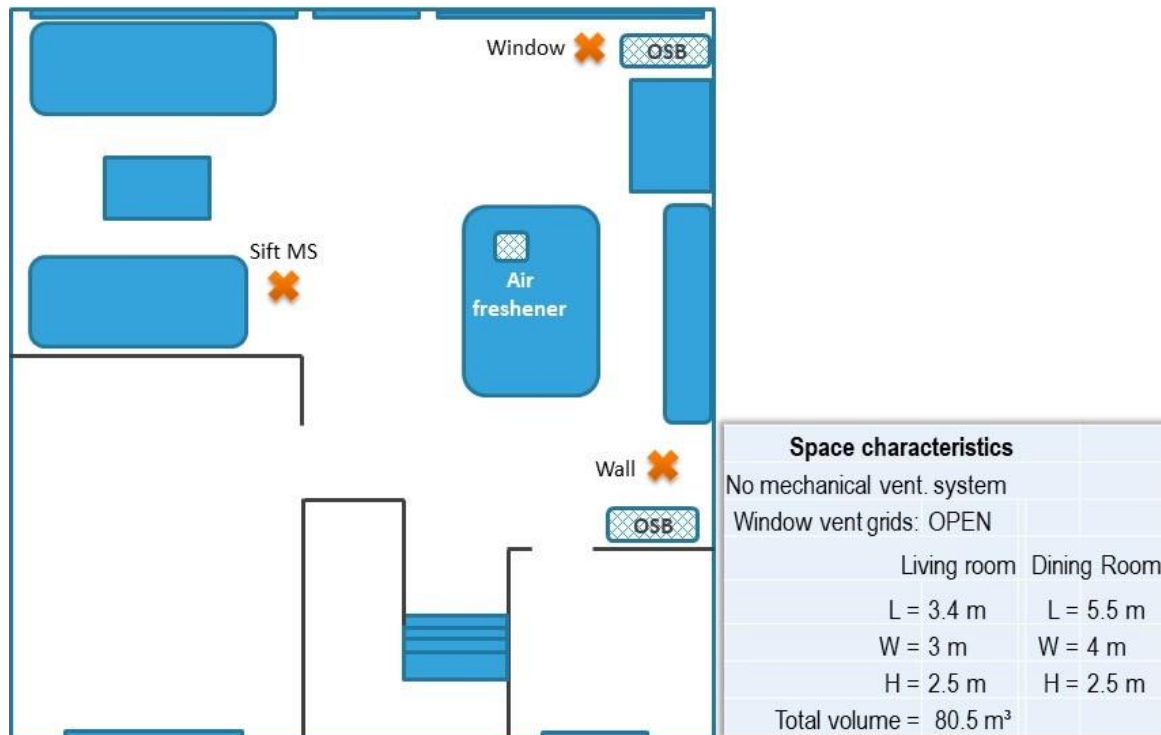 Window
OSB
Sift MS
Air
freshener
Wall
OSB
Space characteristics
No mechanical vent. system
Window vent grids: OPEN
Living room Dining Room
L = 3.4 m L = 5.5 m
W = 3 m W = 4 m
H = 2.5 m H = 2.5 m
Total volume = 80.5 m³